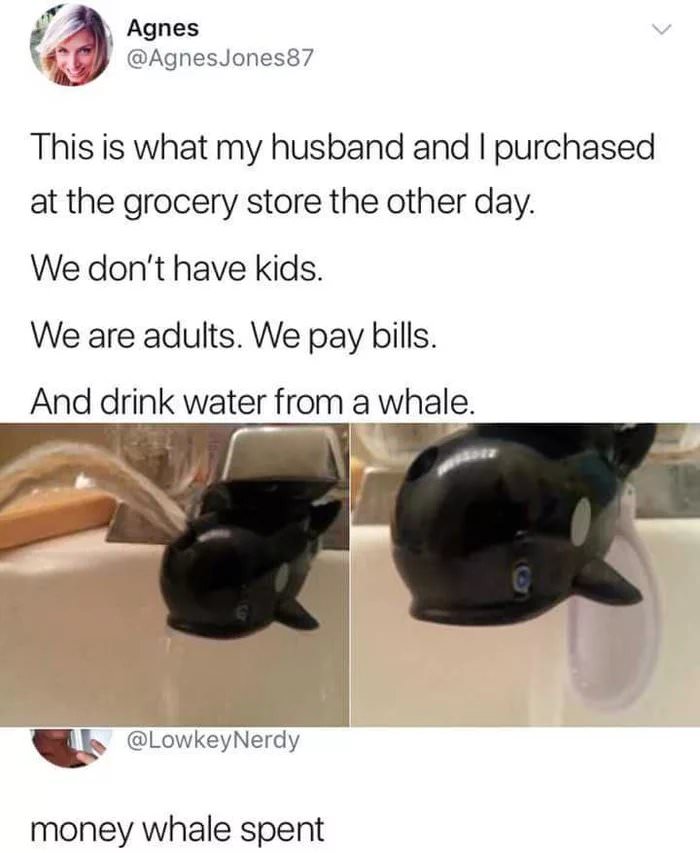 Agnes
@AgnesJones87
This is what my husband and I purchased
at the grocery store the other day.
We don't have kids.
We are adults. We pay bills.
And drink water from a whale.
@LowkeyNerdy
money whale spent